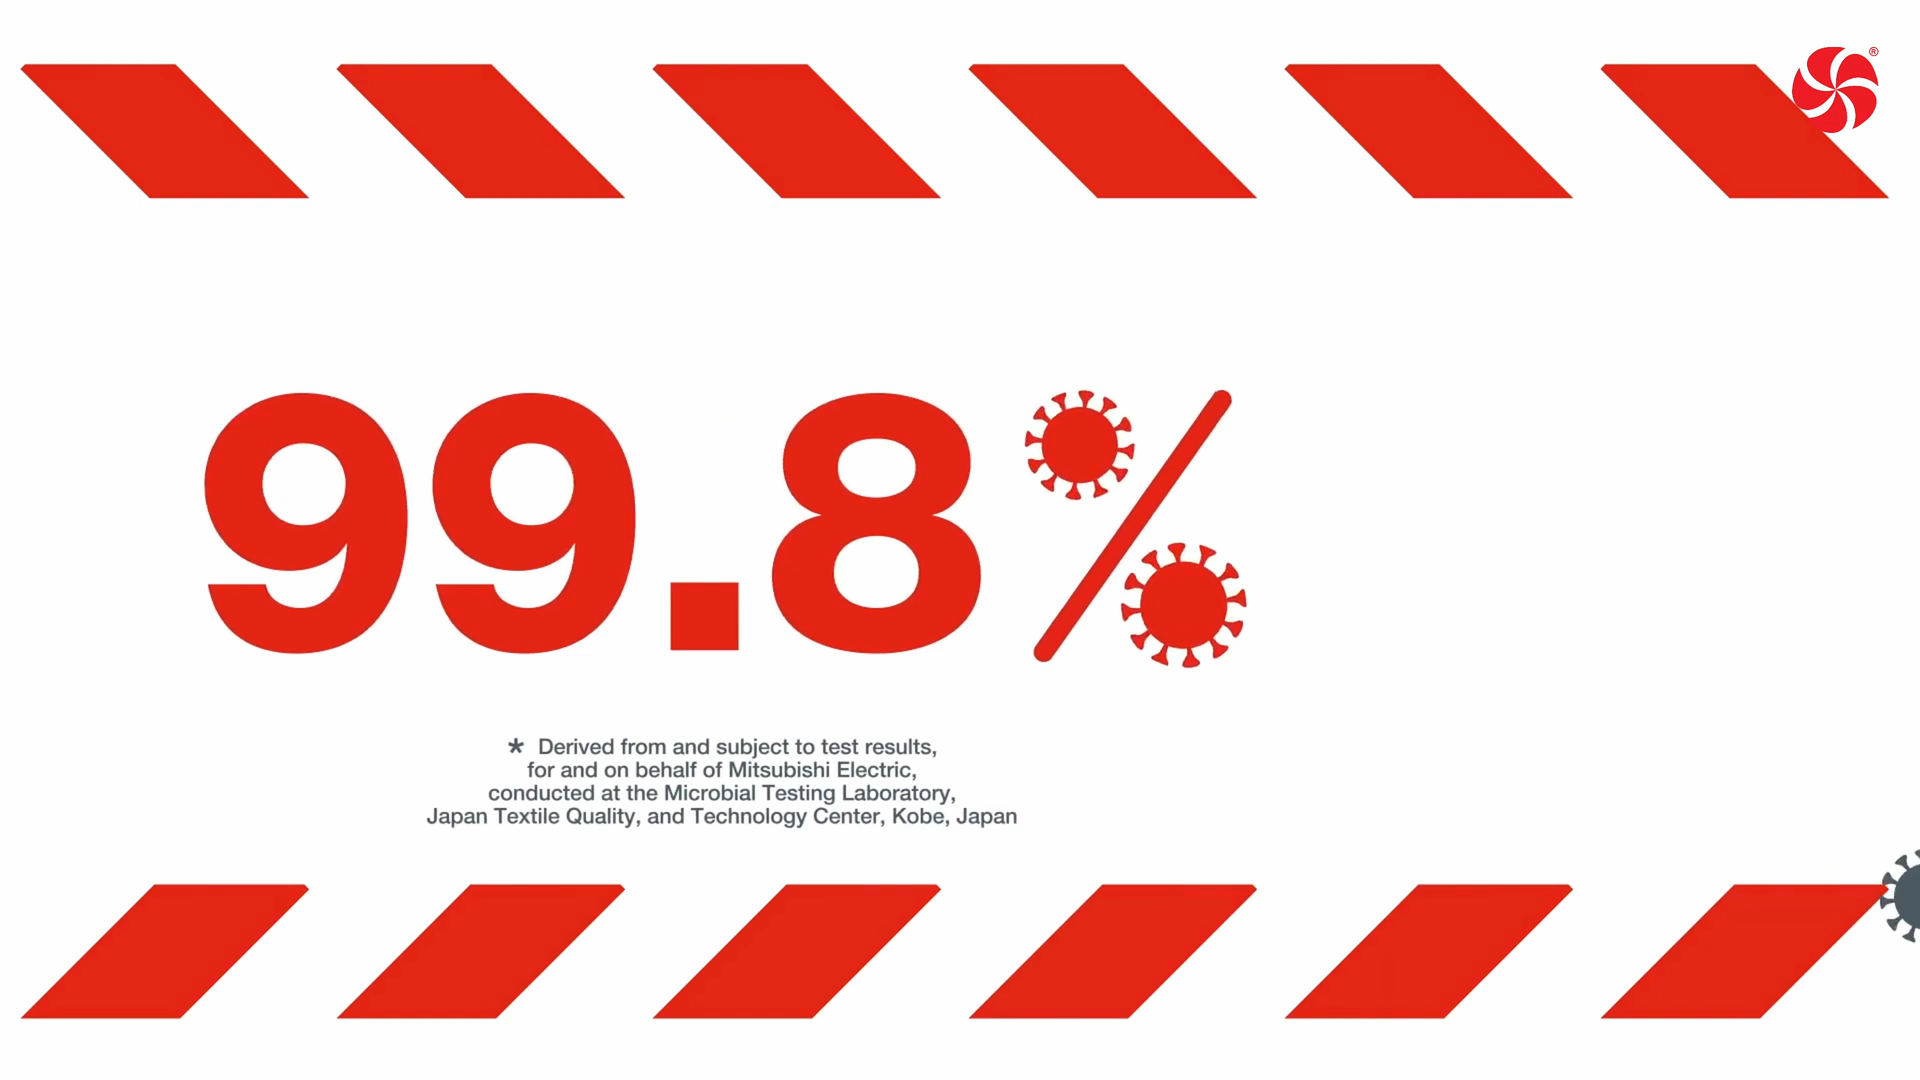 ®
99.8%
* Derived from and subject to test results,
for and on behalf of Mitsubishi Electric,
conducted at the Microbial Testing Laboratory,
Japan Textile Quality, and Technology Center, Kobe, Japan